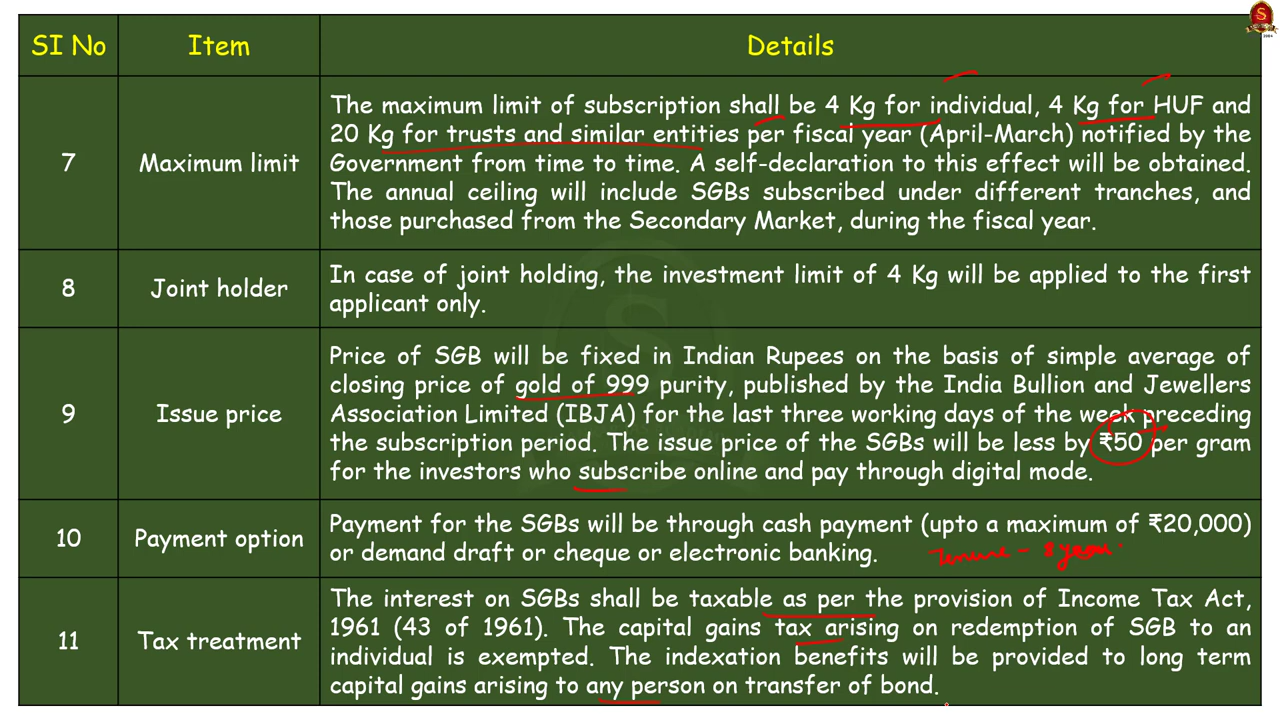 SI No Item Details
7 Maximum limit
The maximum limit of subscription shall be 4 Kg for individual, 4 Kg for HUF and
20 Kg for trusts and similar entities per fiscal year (April-March) notified by the
Government from time to time. A self-declaration to this effect will be obtained.
The annual ceiling will include SGBs subscribed under different tranches, and
those purchased from the Secondary Market, during the fiscal year.
8 Joint holder
In case of joint holding, the investment limit of 4 Kg will be applied to the first
applicant only.
9 Issue price
Price of SGB will be fixed in Indian Rupees on the basis of simple average of
closing price of gold of 999 purity, published by the India Bullion and Jewellers
Association Limited (IBJA) for the last three working days of the week preceding
the subscription period. The issue price of the SGBs will be less by ₹50 per gram
for the investors who subscribe online and pay through digital mode.
10 Payment option
Payment for the SGBs will be through cash payment (upto a maximum of ₹20,000)
or demand draft or cheque or electronic banking.
Tenure - 8 year
11 Tax treatment
The interest on SGBs shall be taxable as per the provision of Income Tax Act,
1961 (43 of 1961). The capital gains tax arising on redemption of SGB to an
individual is exempted. The indexation benefits will be provided to long term
capital gains arising to any person on transfer of bond.